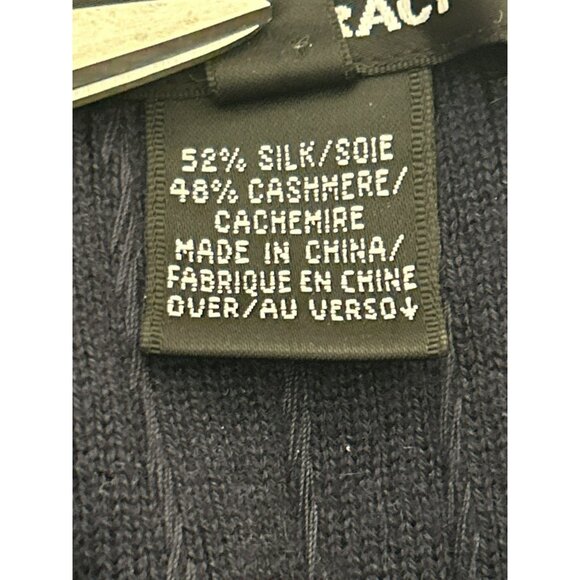 52% SILK/SOIE
48% CASHMERE/
CACHEMIRE
MADE IN CHINA/
FABRIQUE EN CHINE
OVER/AU VERSO↓